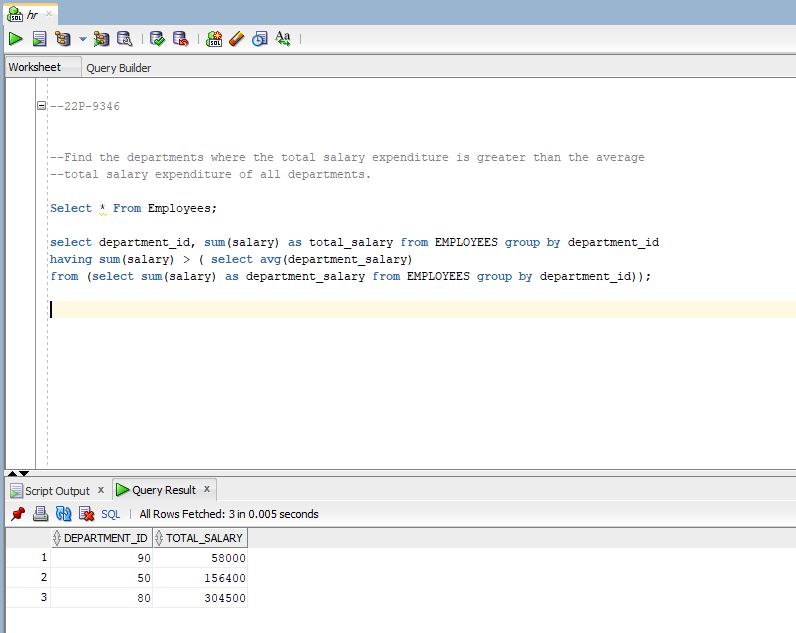 hr
SQL
Aa
Worksheet
Query Builder
--22P-9346
--Find the departments where the total salary expenditure is greater than the average
--total salary expenditure of all departments.
Select * From Employees;
select department_id, sum(salary) as total_salary from EMPLOYEES group by department_id
having sum(salary) > ( select avg(department_salary)
from (select sum(salary) as department_salary from EMPLOYEES group by department_id));
Script Output x
Query Result x
SQL | All Rows Fetched: 3 in 0.005 seconds
DEPARTMENT_ID TOTAL_SALARY
1 90 58000
2 50 156400
3 80 304500